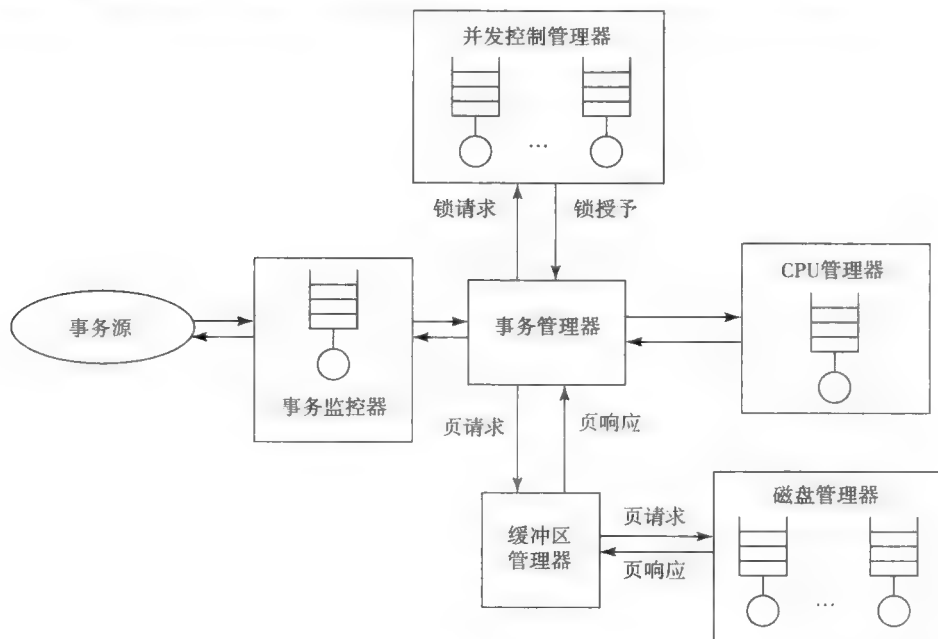 并发控制管理器
…
锁请求
锁授予
CPU管理器
事务源
事务管理器
事务监控器
页请求
页响应
磁盘管理器
缓冲区
管理器
页请求
页响应
…